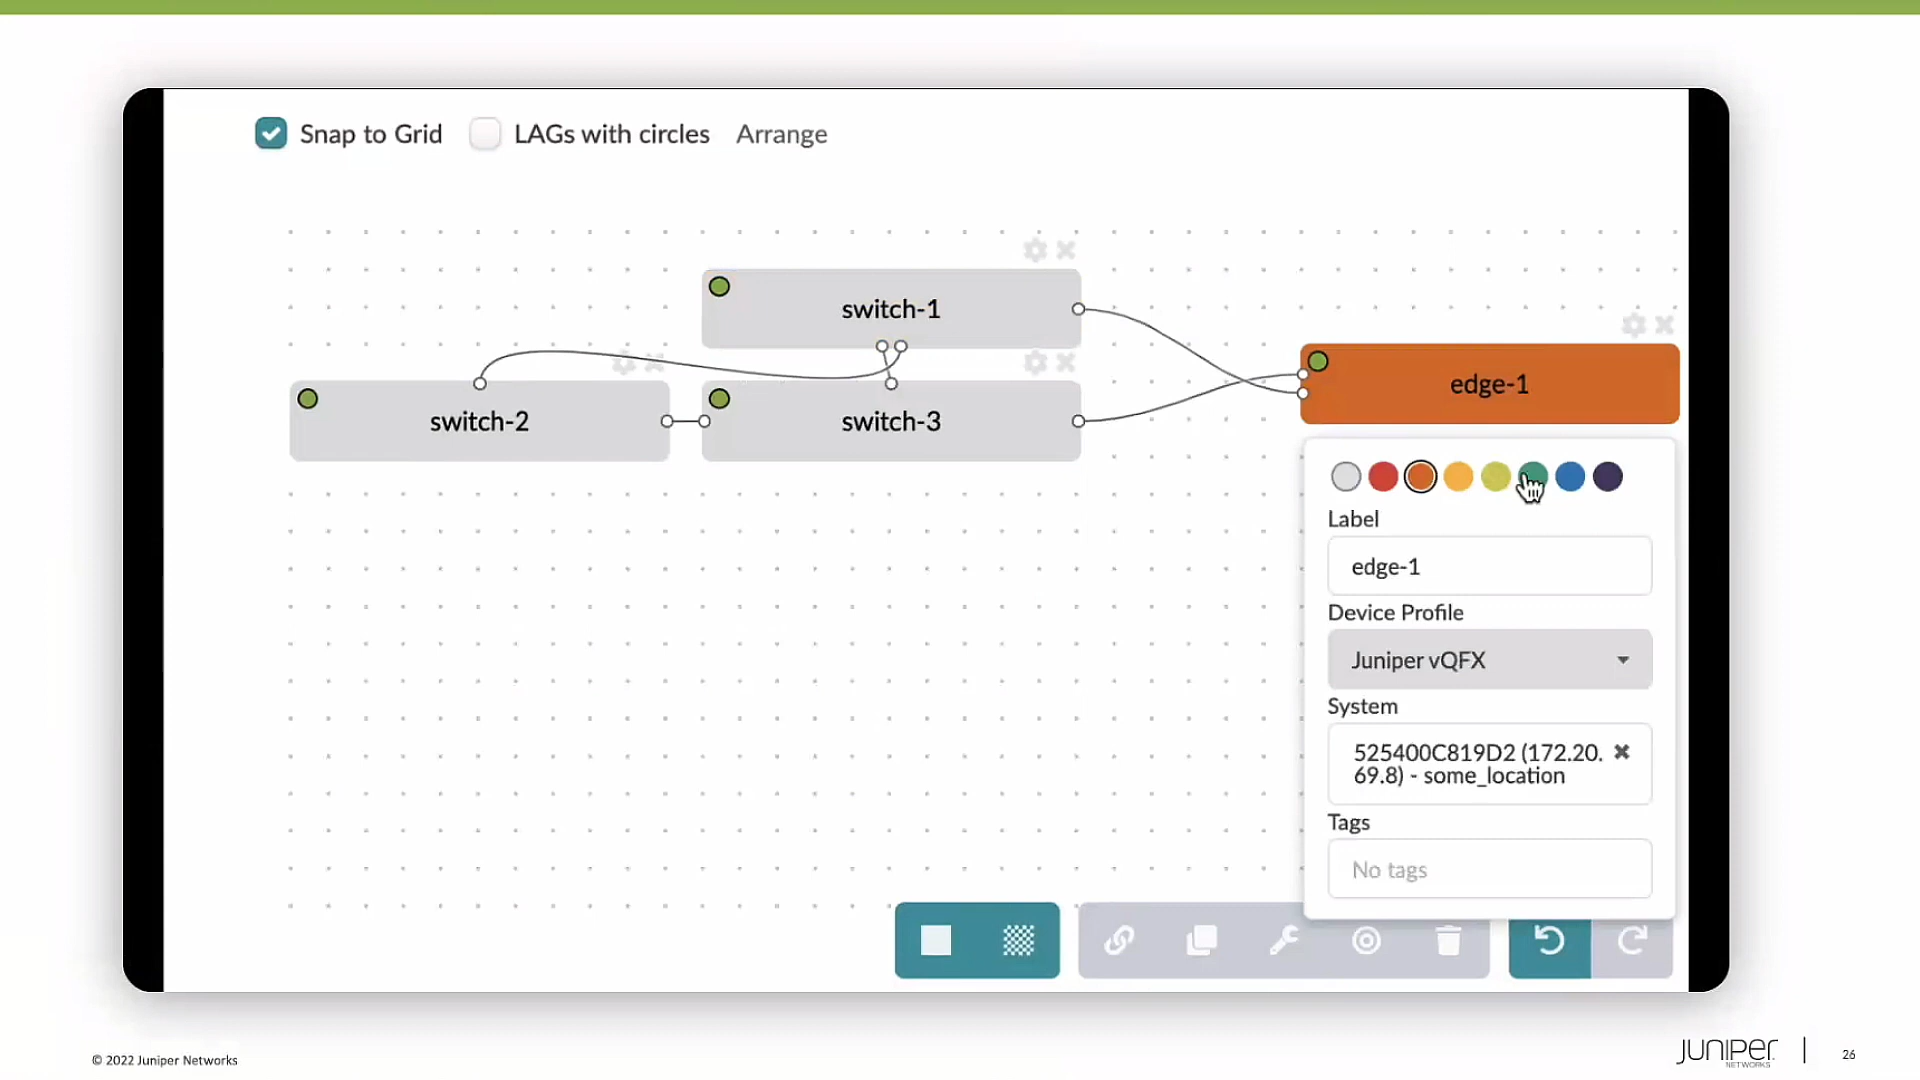 Snap to Grid LAGs with circles Arrange
switch-1
edge-1
switch-2 switch-3
Label
edge-1
Device Profile
Juniper vQFX
System
525400C819D2 (172.20.
69.8) - some_location
Tags
No tags
© 2022 Juniper Networks
JUNIPER
NETWORKS
26